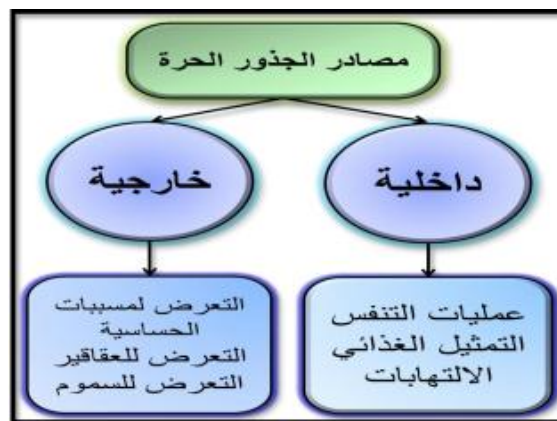 مصادر الجذور الحرة
داخلية
خارجية
عمليات التنفس
التمثيل الغذائي
الالتهابات
التعرض لمسببات
الحساسية
التعرض للعقاقير
التعرض للسموم